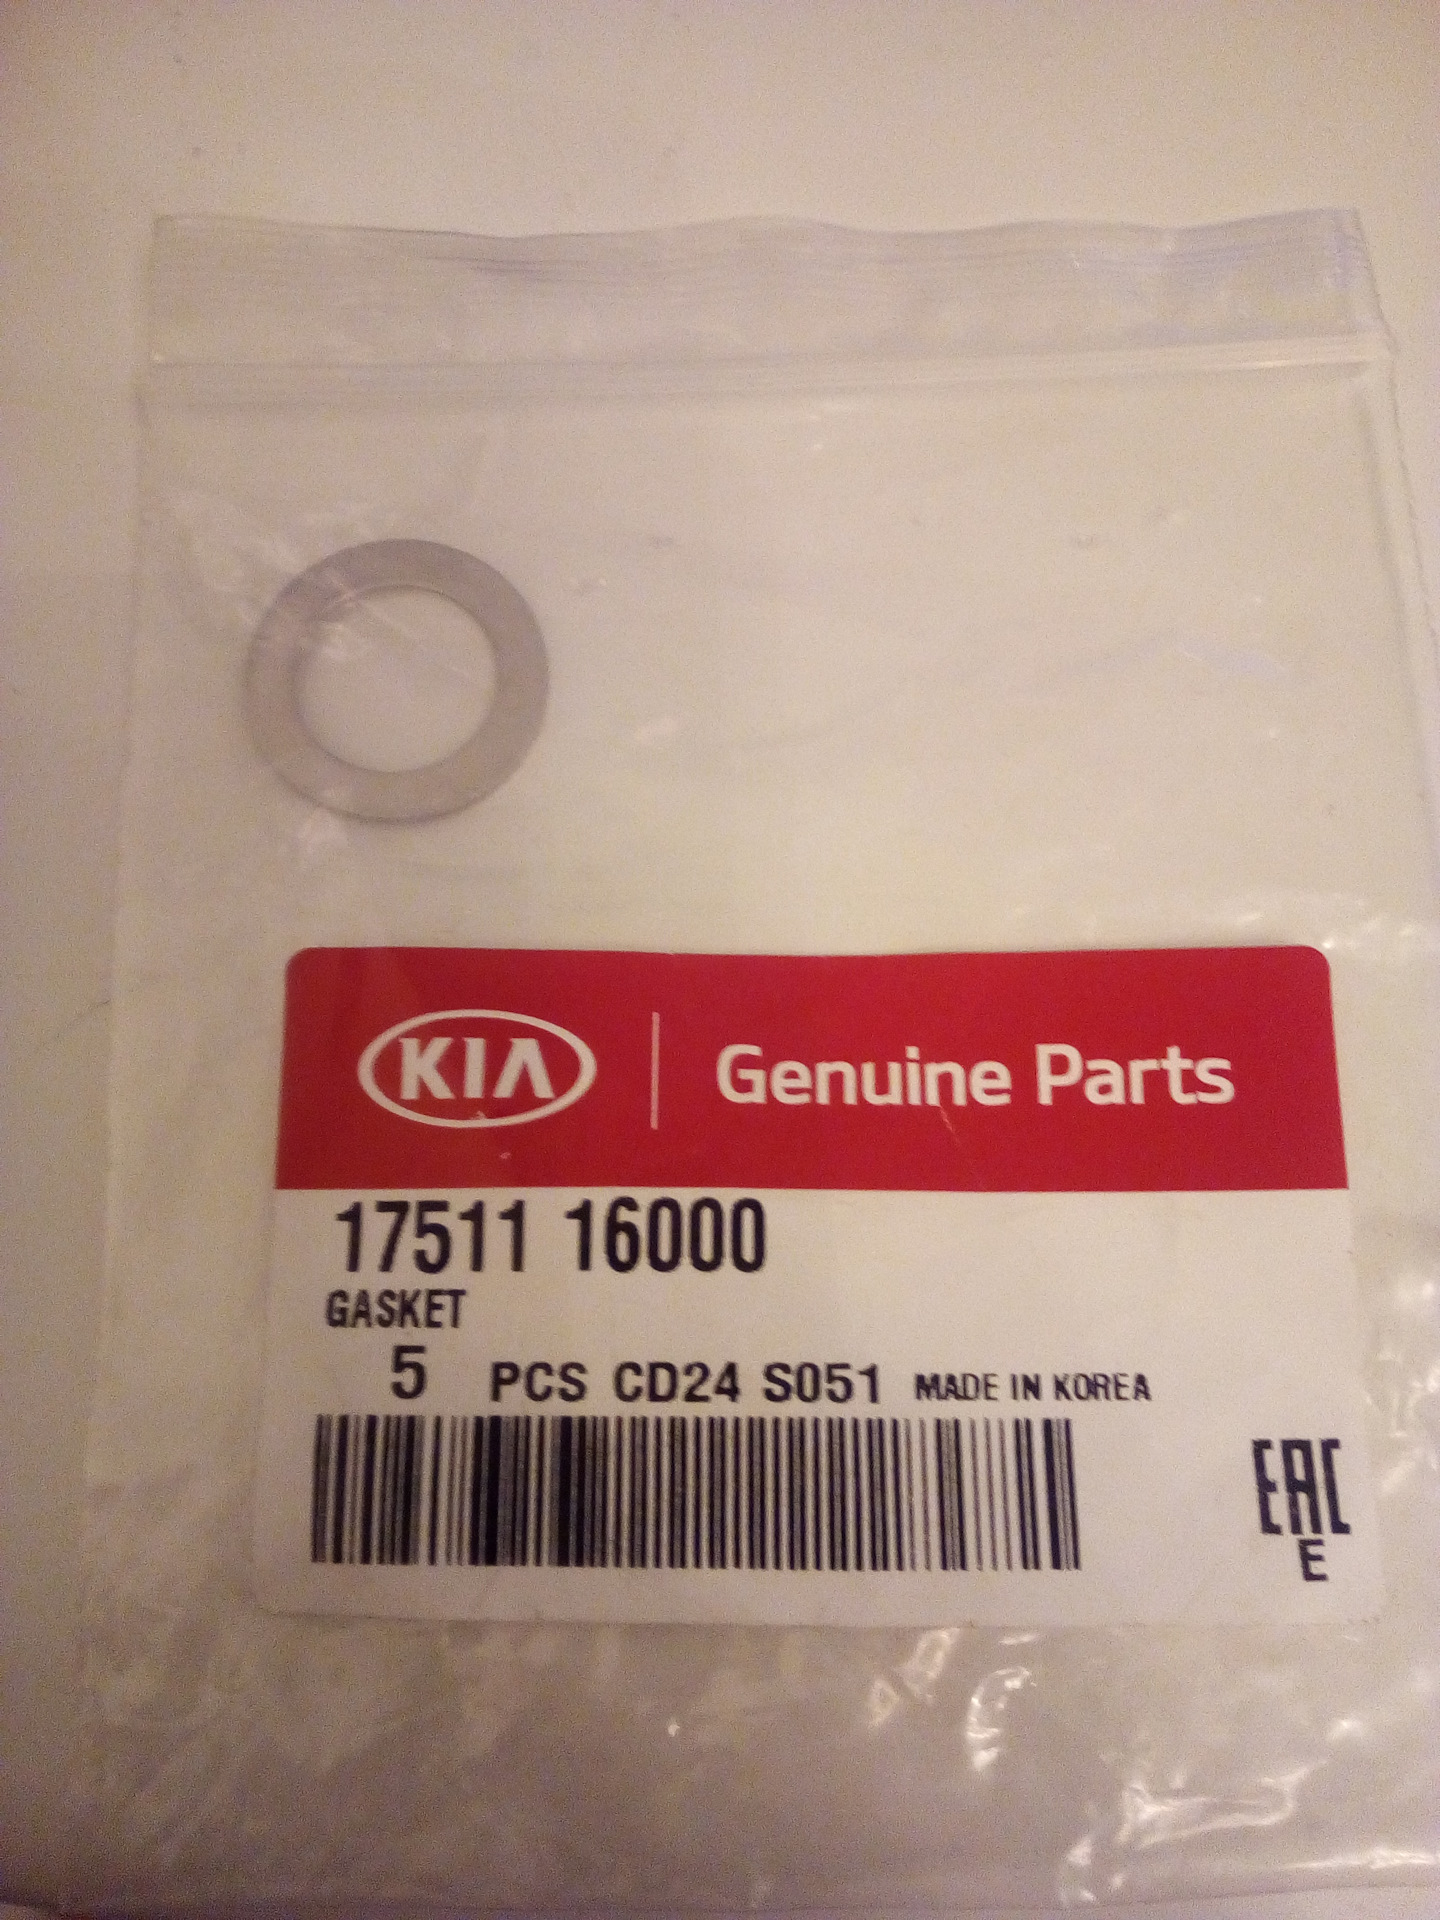 KIA Genuine Parts
17511 16000
GASKET
5 PCS CD24 S051 MADE IN KOREA
EAC
E